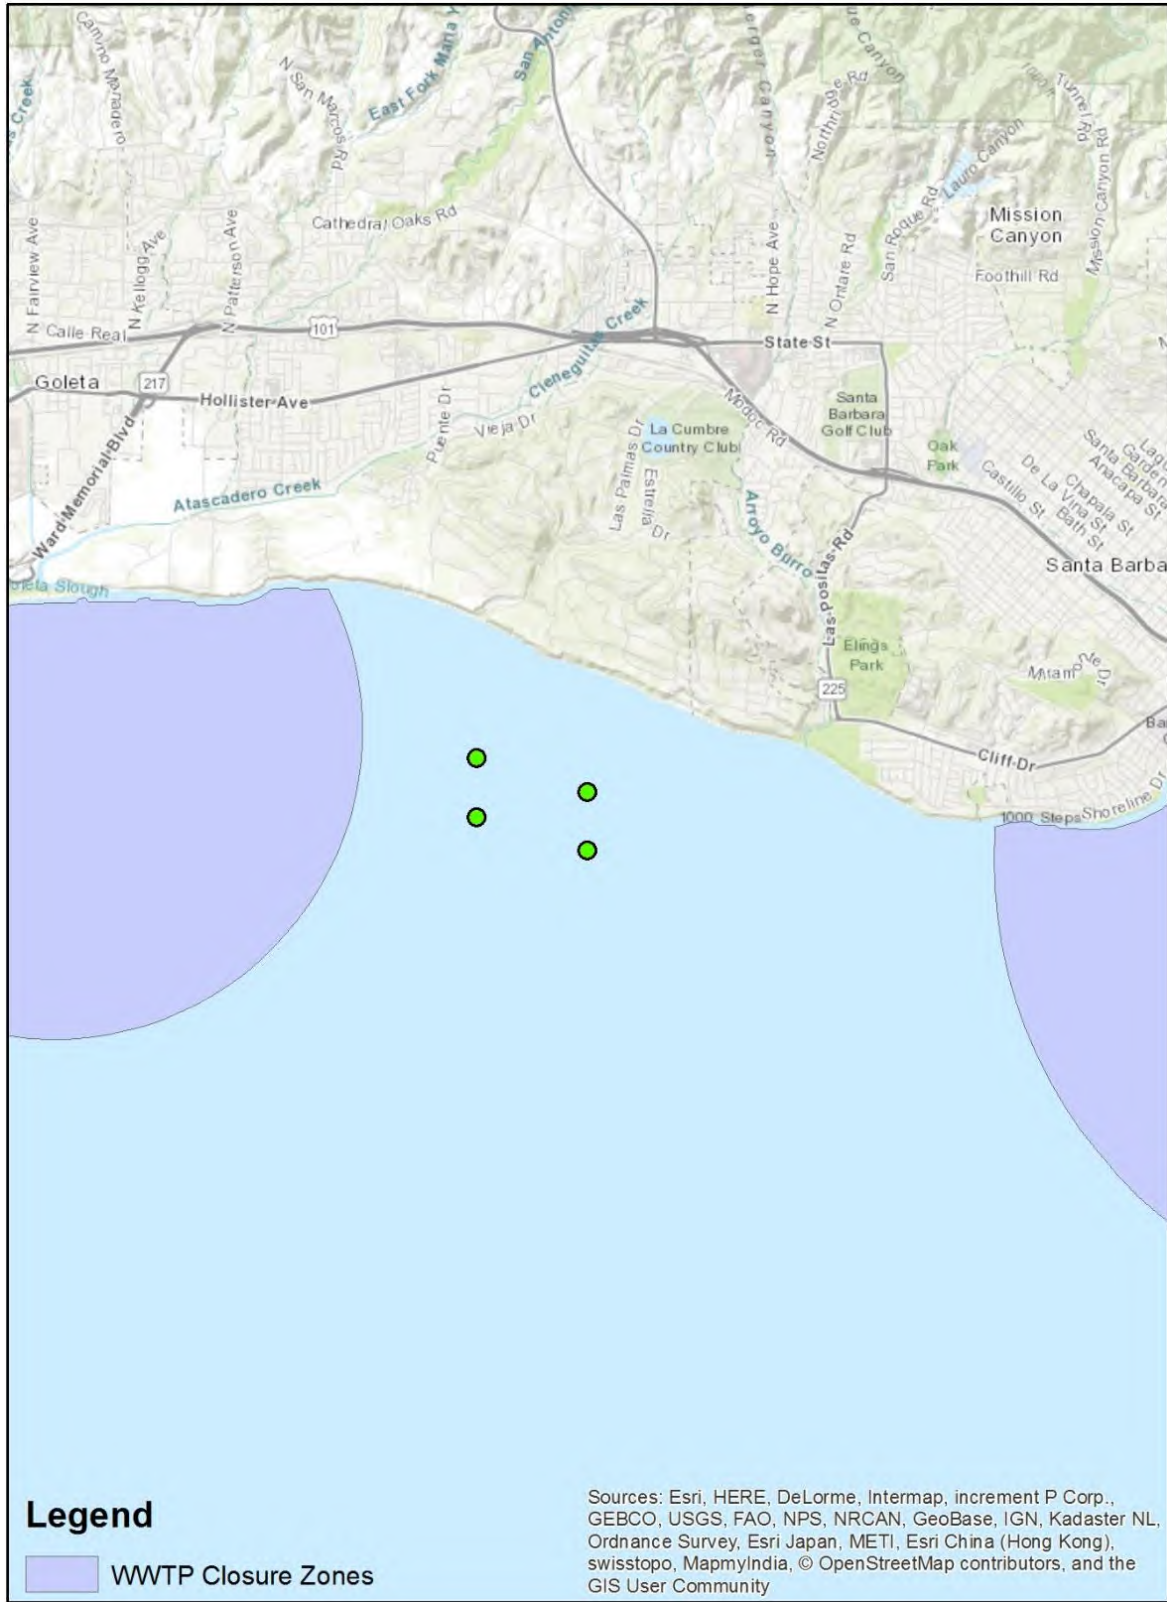 Camino Manadero
N San Marcos Rd
East Fork Maria Y
San Antonio
Canyon
Northridge Rd
Canyon
1000 ft
Tunnel Rd
Creek
Lauro Canyon
Mission Canyon Rd
San Roque Rd
Mission
Canyon
Cathedral Oaks Rd
N Fairview Ave
N Kellogg Ave
N Patterson Ave
N Hope Ave
N Ontare Rd
Foothill Rd
Calle Real
101
Cieneguitas Creek
State St
Goleta
217
Hollister Ave
Puente Dr
Vieja Dr
Modoc Rd
Santa
Barbara
Golf Club
La Cumbre
Country Club
Las Palmas Dr
Estrella Dr
Oak
Park
Castillo St
De La Vina St
Bath St
Chapala St
Anacapa St
Santa Barbara
Garden
Ward Memorial Blvd
Atascadero Creek
Arroyo Burro
Las Positas Rd
Santa Barba
Slough
Elings
Park
225
Cliff Dr
1000 Steps
Shoreline Dr
Legend
WWTP Closure Zones
Sources: Esri, HERE, DeLorme, Intermap, increment P Corp.,
GEBCO, USGS, FAO, NPS, NRCAN, GeoBase, IGN, Kadaster NL,
Ordnance Survey, Esri Japan, METI, Esri China (Hong Kong),
swisstopo, MapmyIndia, © OpenStreetMap contributors, and the
GIS User Community